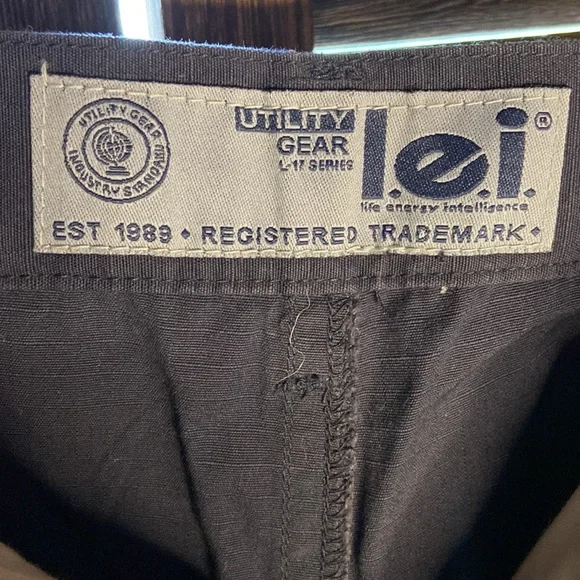 UTILITY GEAR
INDUSTRY STANDARD
UTILITY
GEAR
L-17 SERIES
l.e.i.®
life energy intelligence
EST 1989 • REGISTERED TRADEMARK •